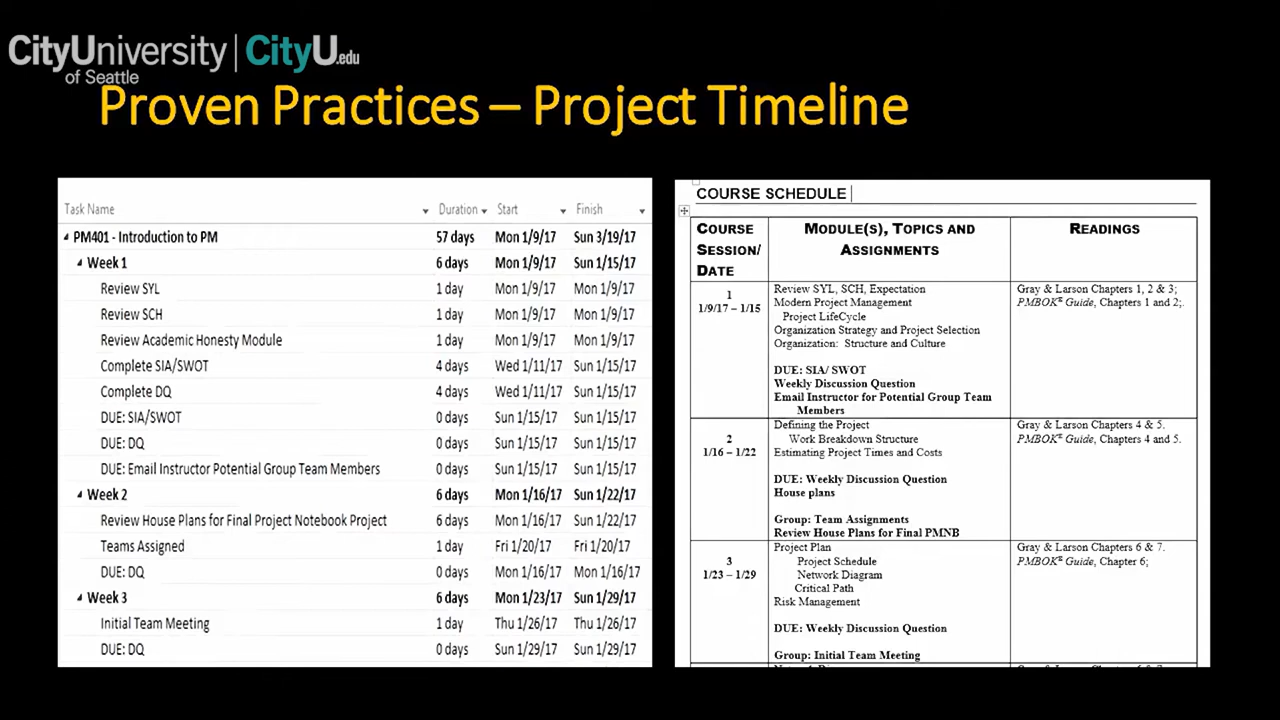 CityUniversity | CityU.edu
of Seattle
Proven Practices – Project Timeline
Task Name Duration Start Finish
PM401 - Introduction to PM 57 days Mon 1/9/17 Sun 3/19/17
Week 1 6 days Mon 1/9/17 Sun 1/15/17
Review SYL 1 day Mon 1/9/17 Mon 1/9/17
Review SCH 1 day Mon 1/9/17 Mon 1/9/17
Review Academic Honesty Module 1 day Mon 1/9/17 Mon 1/9/17
Complete SIA/SWOT 4 days Wed 1/11/17 Sun 1/15/17
Complete DQ 4 days Wed 1/11/17 Sun 1/15/17
DUE: SIA/SWOT 0 days Sun 1/15/17 Sun 1/15/17
DUE: DQ 0 days Sun 1/15/17 Sun 1/15/17
DUE: Email Instructor Potential Group Team Members 0 days Sun 1/15/17 Sun 1/15/17
Week 2 6 days Mon 1/16/17 Sun 1/22/17
Review House Plans for Final Project Notebook Project 6 days Mon 1/16/17 Sun 1/22/17
Teams Assigned 1 day Fri 1/20/17 Fri 1/20/17
DUE: DQ 0 days Mon 1/16/17 Mon 1/16/17
Week 3 6 days Mon 1/23/17 Sun 1/29/17
Initial Team Meeting 1 day Thu 1/26/17 Thu 1/26/17
DUE: DQ 0 days Sun 1/29/17 Sun 1/29/17
COURSE SCHEDULE
COURSE
SESSION/
DATE
MODULE(S), TOPICS AND
ASSIGNMENTS
READINGS
1
1/9/17 – 1/15
Review SYL, SCH, Expectation
Modern Project Management
Project LifeCycle
Organization Strategy and Project Selection
Organization: Structure and Culture
DUE: SIA/ SWOT
Weekly Discussion Question
Email Instructor for Potential Group Team
Members
Gray & Larson Chapters 1, 2 & 3;
PMBOK® Guide, Chapters 1 and 2;.
2
1/16 – 1/22
Defining the Project
Work Breakdown Structure
Estimating Project Times and Costs
DUE: Weekly Discussion Question
House plans
Group: Team Assignments
Review House Plans for Final PMNB
Gray & Larson Chapters 4 & 5.
PMBOK® Guide, Chapters 4 and 5.
3
1/23 – 1/29
Project Plan
Project Schedule
Network Diagram
Critical Path
Risk Management
DUE: Weekly Discussion Question
Group: Initial Team Meeting
Gray & Larson Chapters 6 & 7.
PMBOK® Guide, Chapter 6;